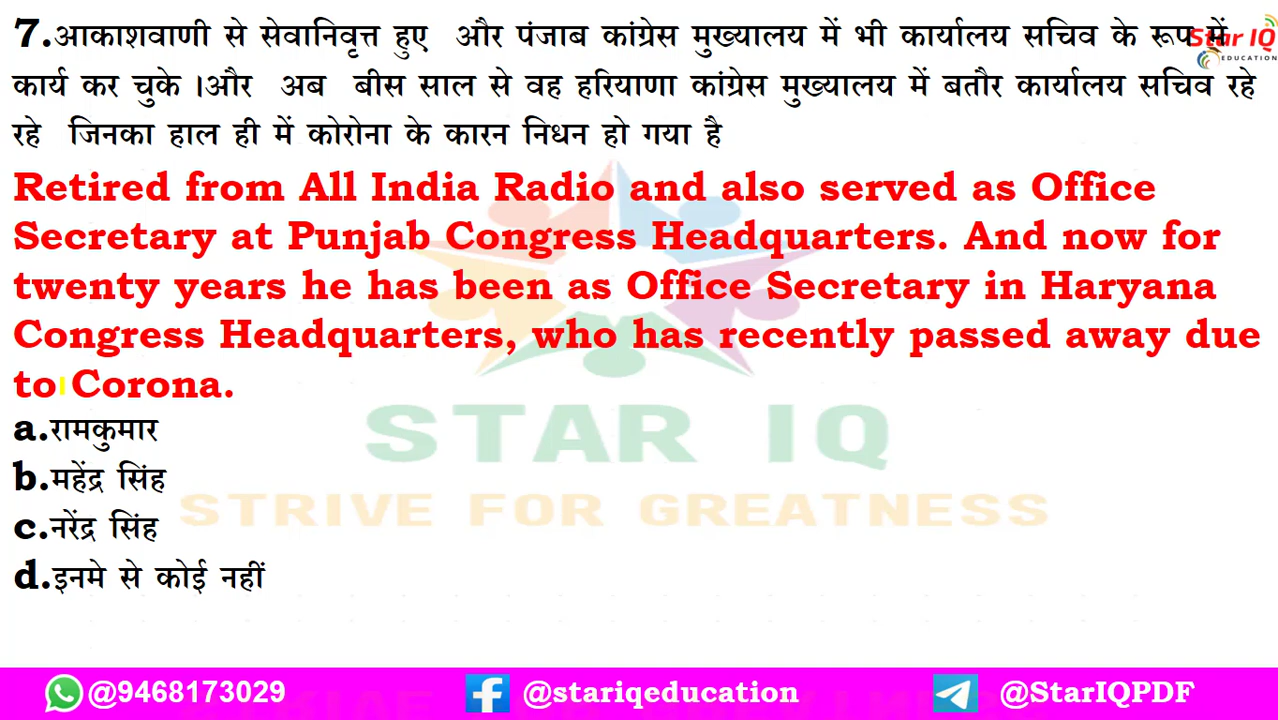 7.आकाशवाणी से सेवानिवृत्त हुए और पंजाब कांग्रेस मुख्यालय में भी कार्यालय सचिव के रूप में
Star IQ
EDUCATION
कार्य कर चुके ।और अब बीस साल से वह हरियाणा कांग्रेस मुख्यालय में बतौर कार्यालय सचिव रहे
रहे जिनका हाल ही में कोरोना के कारन निधन हो गया है
Retired from All India Radio and also served as Office
Secretary at Punjab Congress Headquarters. And now for
twenty years he has been as Office Secretary in Haryana
Congress Headquarters, who has recently passed away due
to Corona.
a.रामकुमार
STAR IQ
b.महेंद्र सिंह
STRIVE FOR GREATNESS
c.नरेंद्र सिंह
d.इनमे से कोई नहीं
@9468173029 @stariqeducation @StarIQPDF